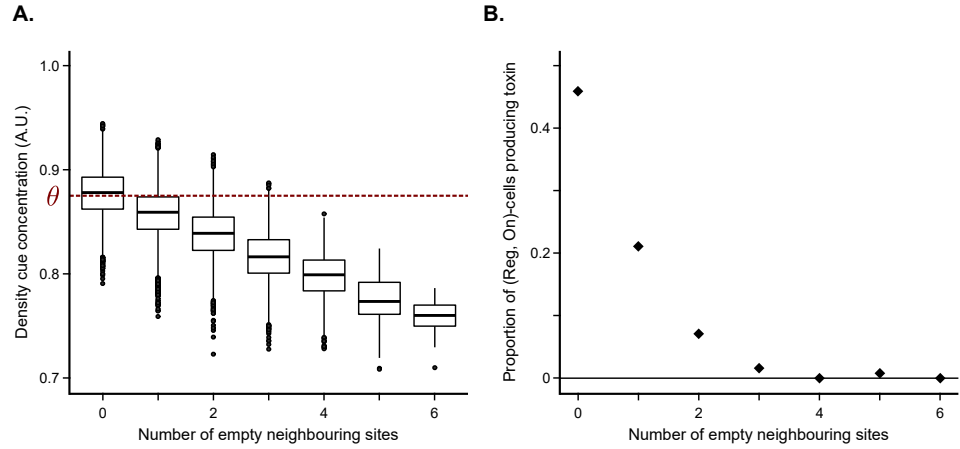 A.
Density cue concentration (A.U.)
1.0
0.9
θ
0.8
0.7
0 2 4 6
Number of empty neighbouring sites
B.
Proportion of (Reg, On)-cells producing toxin
0.4
0.2
0
0 2 4 6
Number of empty neighbouring sites